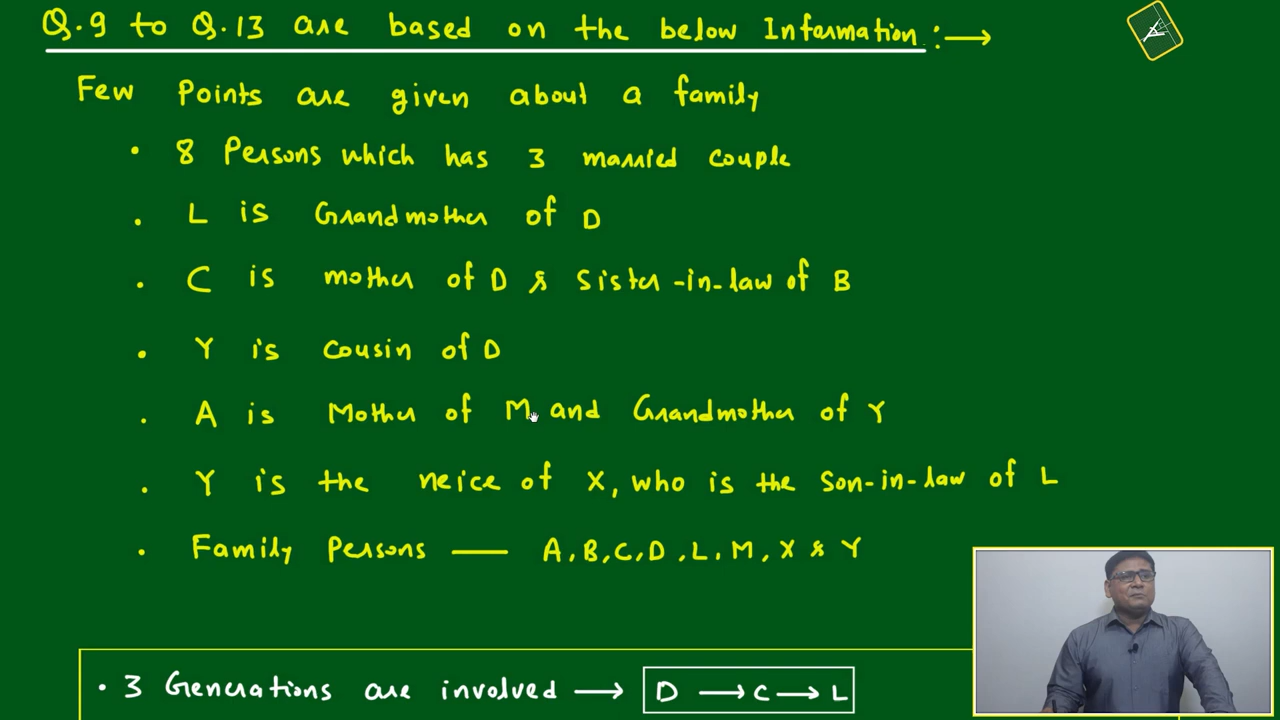 Q.9 to Q.13 are based on the below Information :→
Few Points are given about a family
• 8 Persons which has 3 married couple
• L is Grandmother of D
• C is mother of D & Sister-in-law of B
• Y is cousin of D
• A is Mother of M and Grandmother of Y
• Y is the neice of X, who is the Son-in-law of L
• Family Persons — A, B, C, D, L, M, X & Y
• 3 Generations are involved → D → C → L